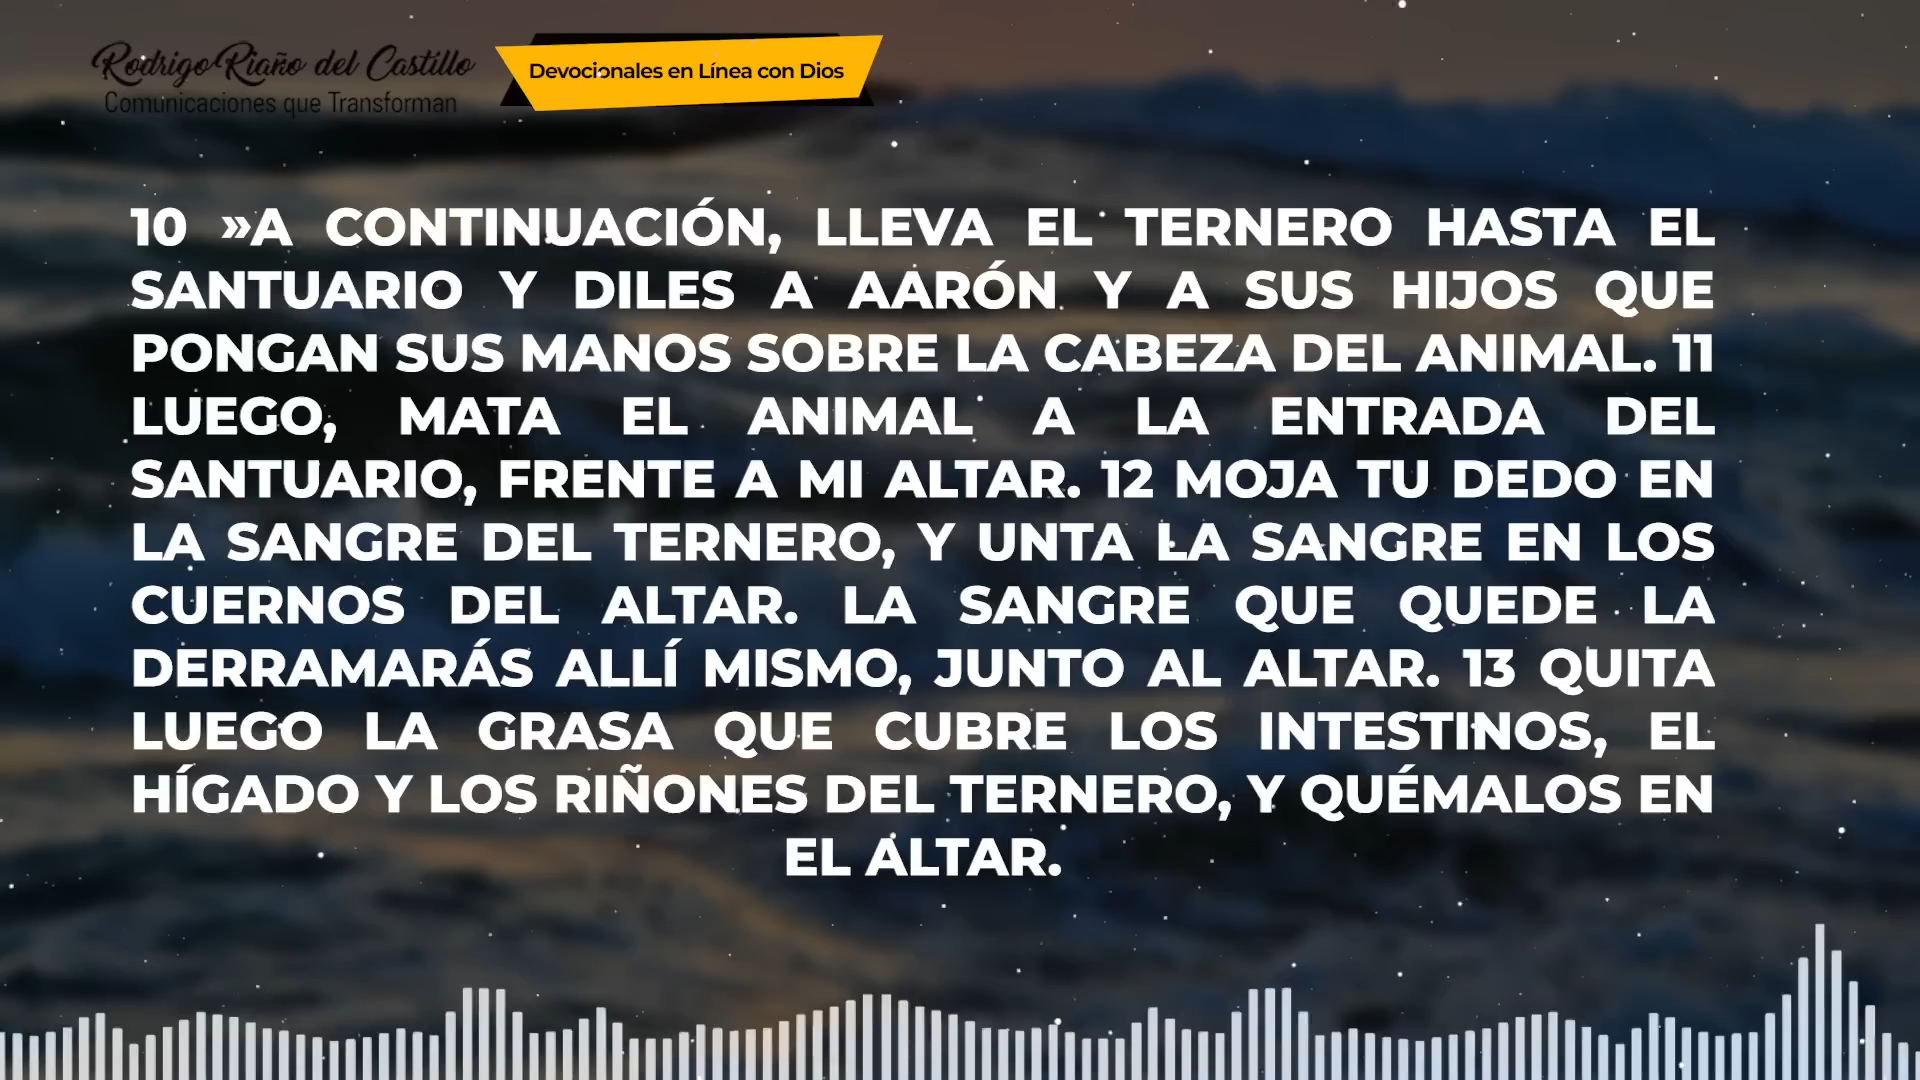 Rodrigo Riaño del Castillo
Comunicaciones que Transforman
Devocionales en Línea con Dios
10 »A CONTINUACIÓN, LLEVA EL TERNERO HASTA EL
SANTUARIO Y DILES A AARÓN Y A SUS HIJOS QUE
PONGAN SUS MANOS SOBRE LA CABEZA DEL ANIMAL. 11
LUEGO, MATA EL ANIMAL A LA ENTRADA DEL
SANTUARIO, FRENTE A MI ALTAR. 12 MOJA TU DEDO EN
LA SANGRE DEL TERNERO, Y UNTA LA SANGRE EN LOS
CUERNOS DEL ALTAR. LA SANGRE QUE QUEDE LA
DERRAMARÁS ALLÍ MISMO, JUNTO AL ALTAR. 13 QUITA
LUEGO LA GRASA QUE CUBRE LOS INTESTINOS, EL
HÍGADO Y LOS RIÑONES DEL TERNERO, Y QUÉMALOS EN
EL ALTAR.